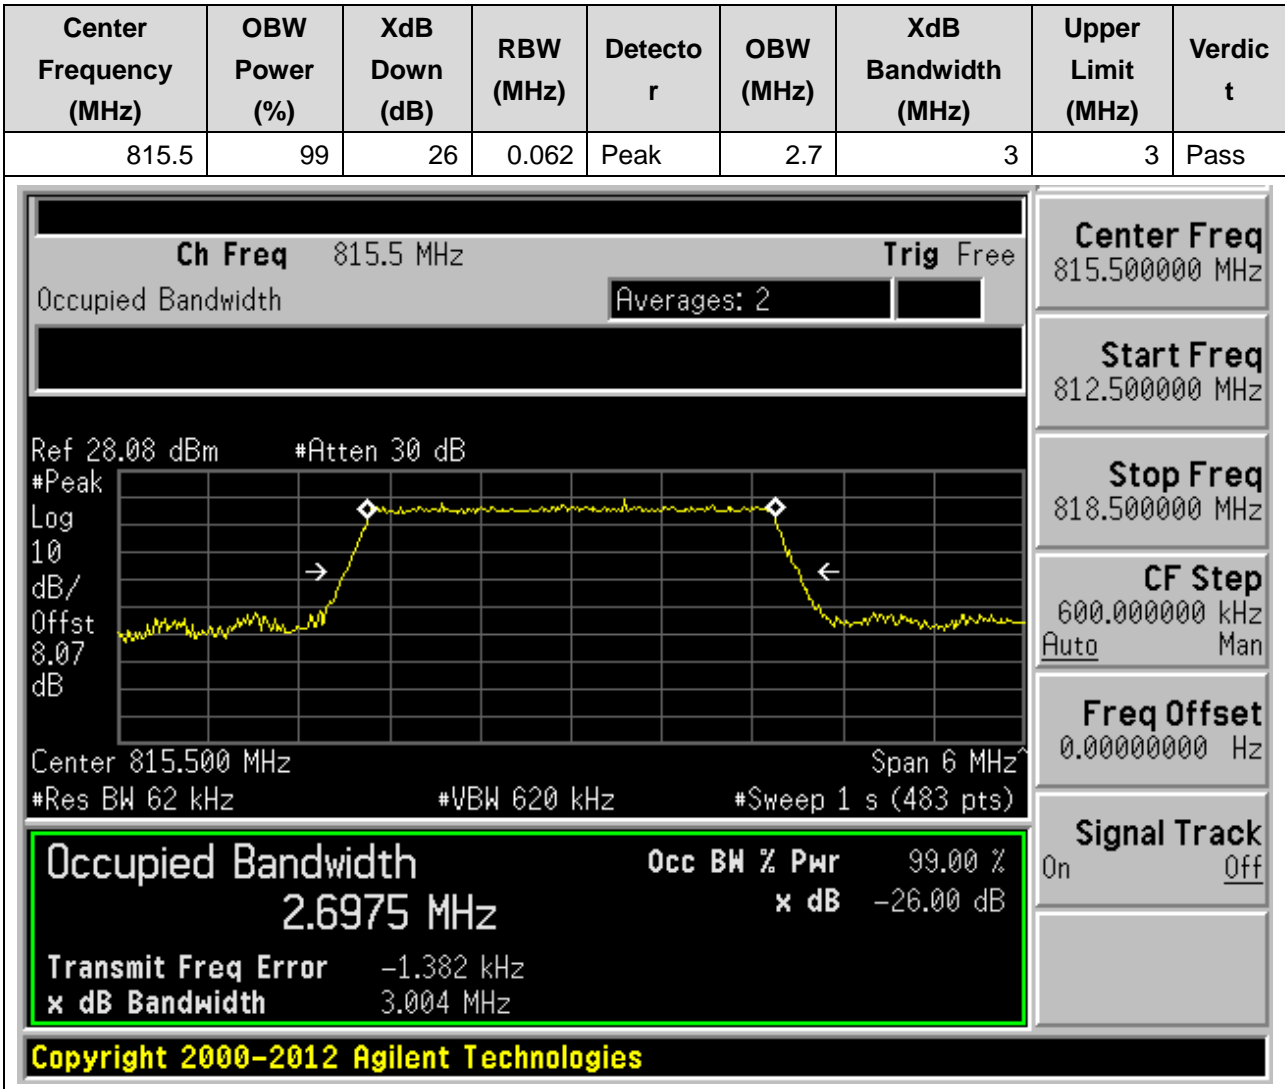 Center Frequency (MHz) OBW Power (%) XdB Down (dB) RBW (MHz) Detecto r OBW (MHz) XdB Bandwidth (MHz) Upper Limit (MHz) Verdic t
815.5 99 26 0.062 Peak 2.7 3 3 Pass
Ch Freq 815.5 MHz Trig Free
Occupied Bandwidth Averages: 2
Ref 28.08 dBm #Atten 30 dB
#Peak
Log
10
dB/
Offst
8.07
dB
Center 815.500 MHz Span 6 MHz^
#Res BW 62 kHz #VBW 620 kHz #Sweep 1 s (483 pts)
Occupied Bandwidth Occ BW % Pwr 99.00 %
2.6975 MHz x dB -26.00 dB
Transmit Freq Error -1.382 kHz
x dB Bandwidth 3.004 MHz
Copyright 2000-2012 Agilent Technologies
Center Freq
815.500000 MHz
Start Freq
812.500000 MHz
Stop Freq
818.500000 MHz
CF Step
600.000000 kHz
Auto Man
Freq Offset
0.00000000 Hz
Signal Track
On Off